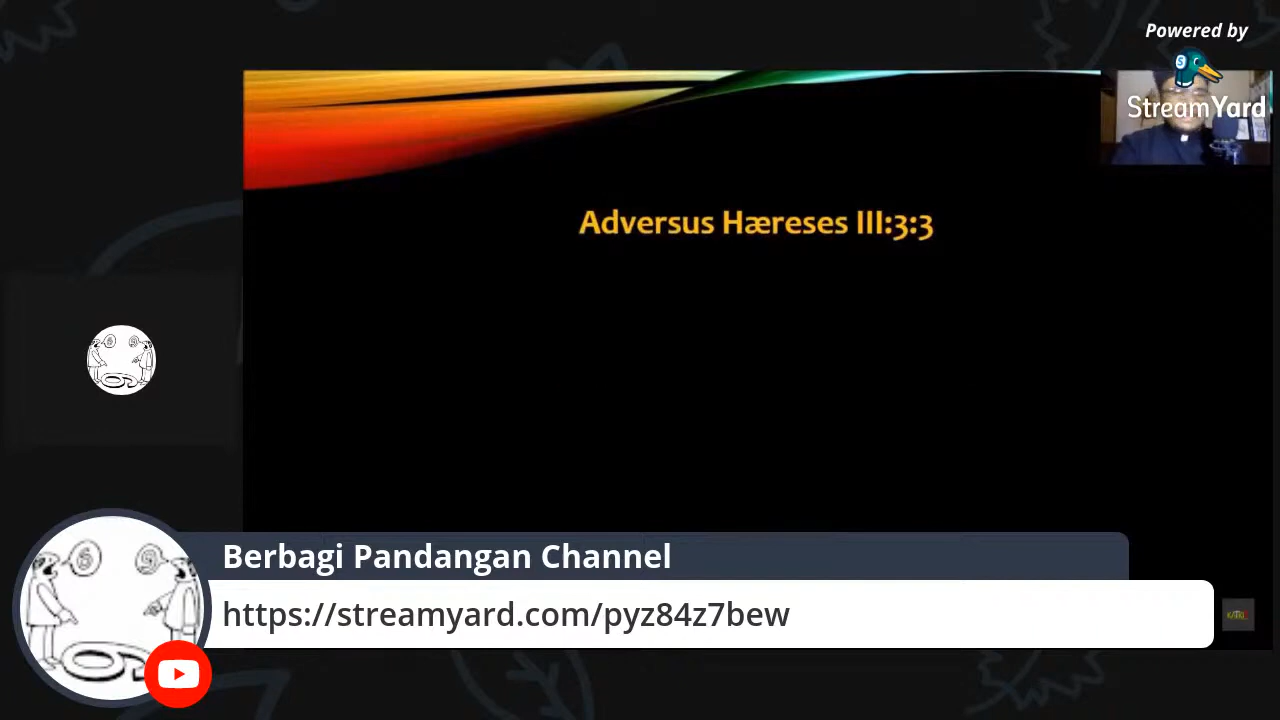 Powered by
StreamYard
Adversus Hæreses III:3:3
Berbagi Pandangan Channel
https://streamyard.com/pyz84z7bew